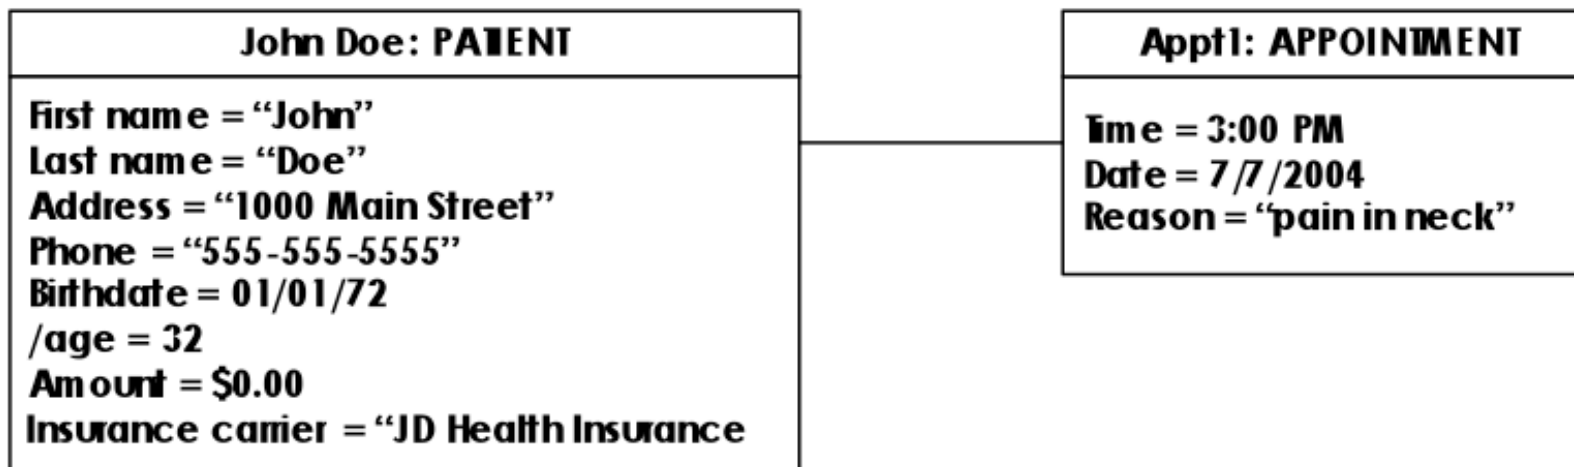 John Doe: PATIENT
First name = “John”
Last name = “Doe”
Address = “1000 Main Street”
Phone = “555-555-5555”
Birthdate = 01/01/72
/age = 32
Amount = $0.00
Insurance carrier = “JD Health Insurance
Appt1: APPOINTMENT
Time = 3:00 PM
Date = 7/7/2004
Reason = “pain in neck”